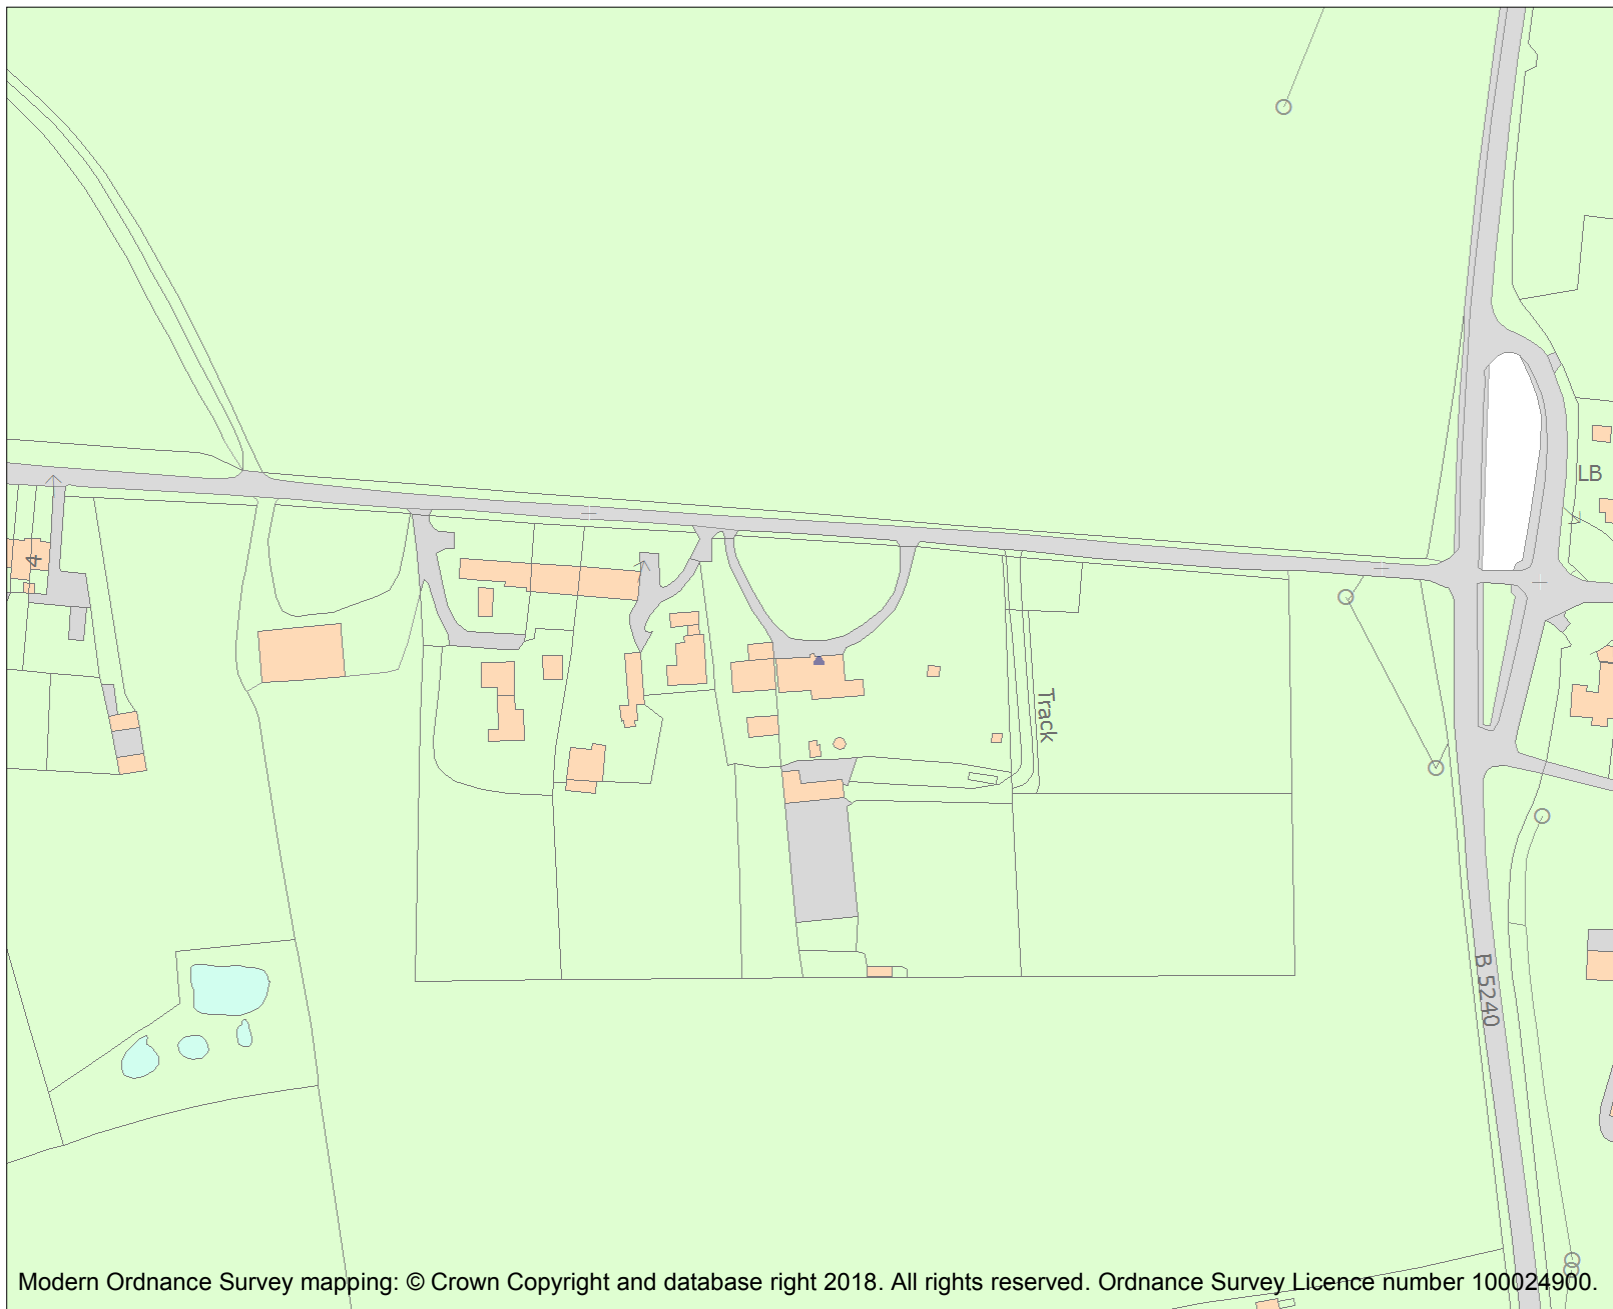 LB
4
Track
B 5240
Modern Ordnance Survey mapping: © Crown Copyright and database right 2018. All rights reserved. Ordnance Survey Licence number 100024900.